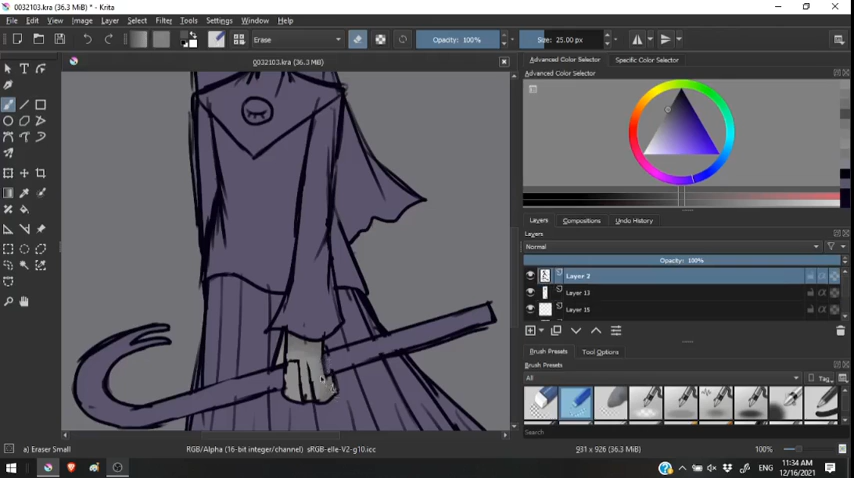 0032103.kra (36.3 MiB) * - Krita
File Edit View Image Layer Select Filter Tools Settings Window Help
Erase
Opacity: 100%
Size: 25.00 px
0032103.kra (36.3 MiB)
Advanced Color Selector
Specific Color Selector
Advanced Color Selector
Layers
Compositions
Undo History
Layers
Normal
Opacity: 100%
Layer 2
Layer 13
Layer 15
Brush Presets
Tool Options
Brush Presets
All
Tag
Search
a) Eraser Small
RGB/Alpha (16-bit integer/channel) sRGB-elle-V2-g10.icc
931 x 926 (36.3 MiB)
100%
ENG
11:34 AM
12/16/2021